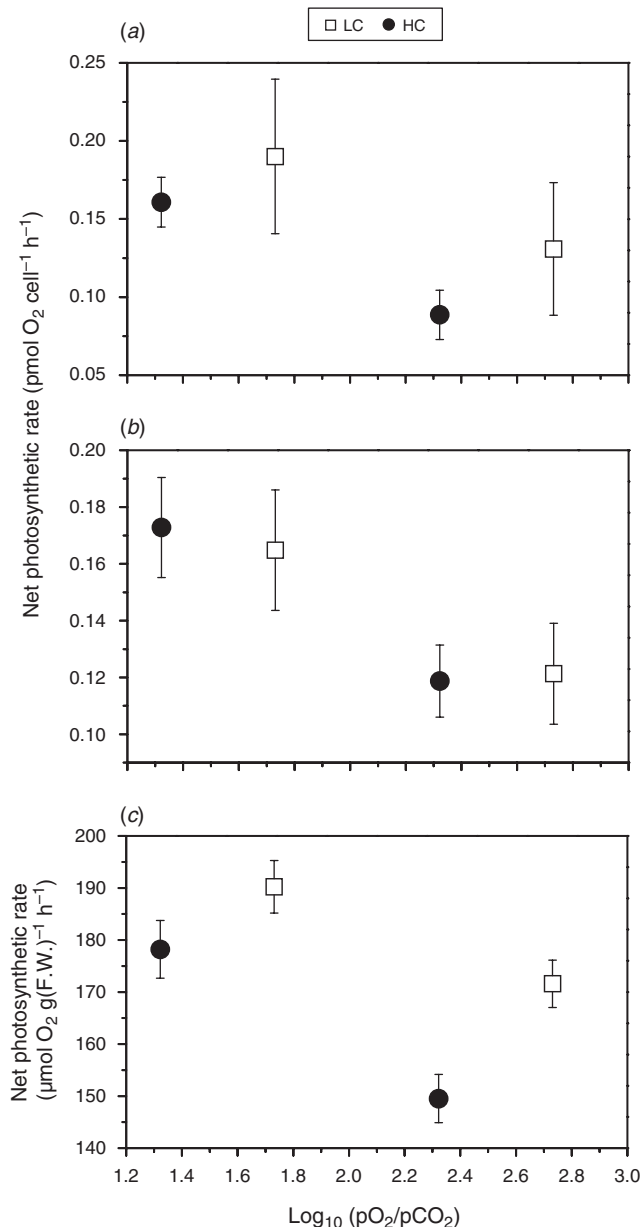 (a)
LC HC
0.25
0.20
0.15
0.10
0.05
(b)
0.20
0.18
0.16
0.14
0.12
0.10
Net photosynthetic rate (pmol O₂ cell⁻¹ h⁻¹)
(c)
200
190
180
170
160
150
140
Net photosynthetic rate
(µmol O₂ g(F.W.)⁻¹ h⁻¹)
1.2 1.4 1.6 1.8 2.0 2.2 2.4 2.6 2.8 3.0
Log₁₀ (pO₂/pCO₂)